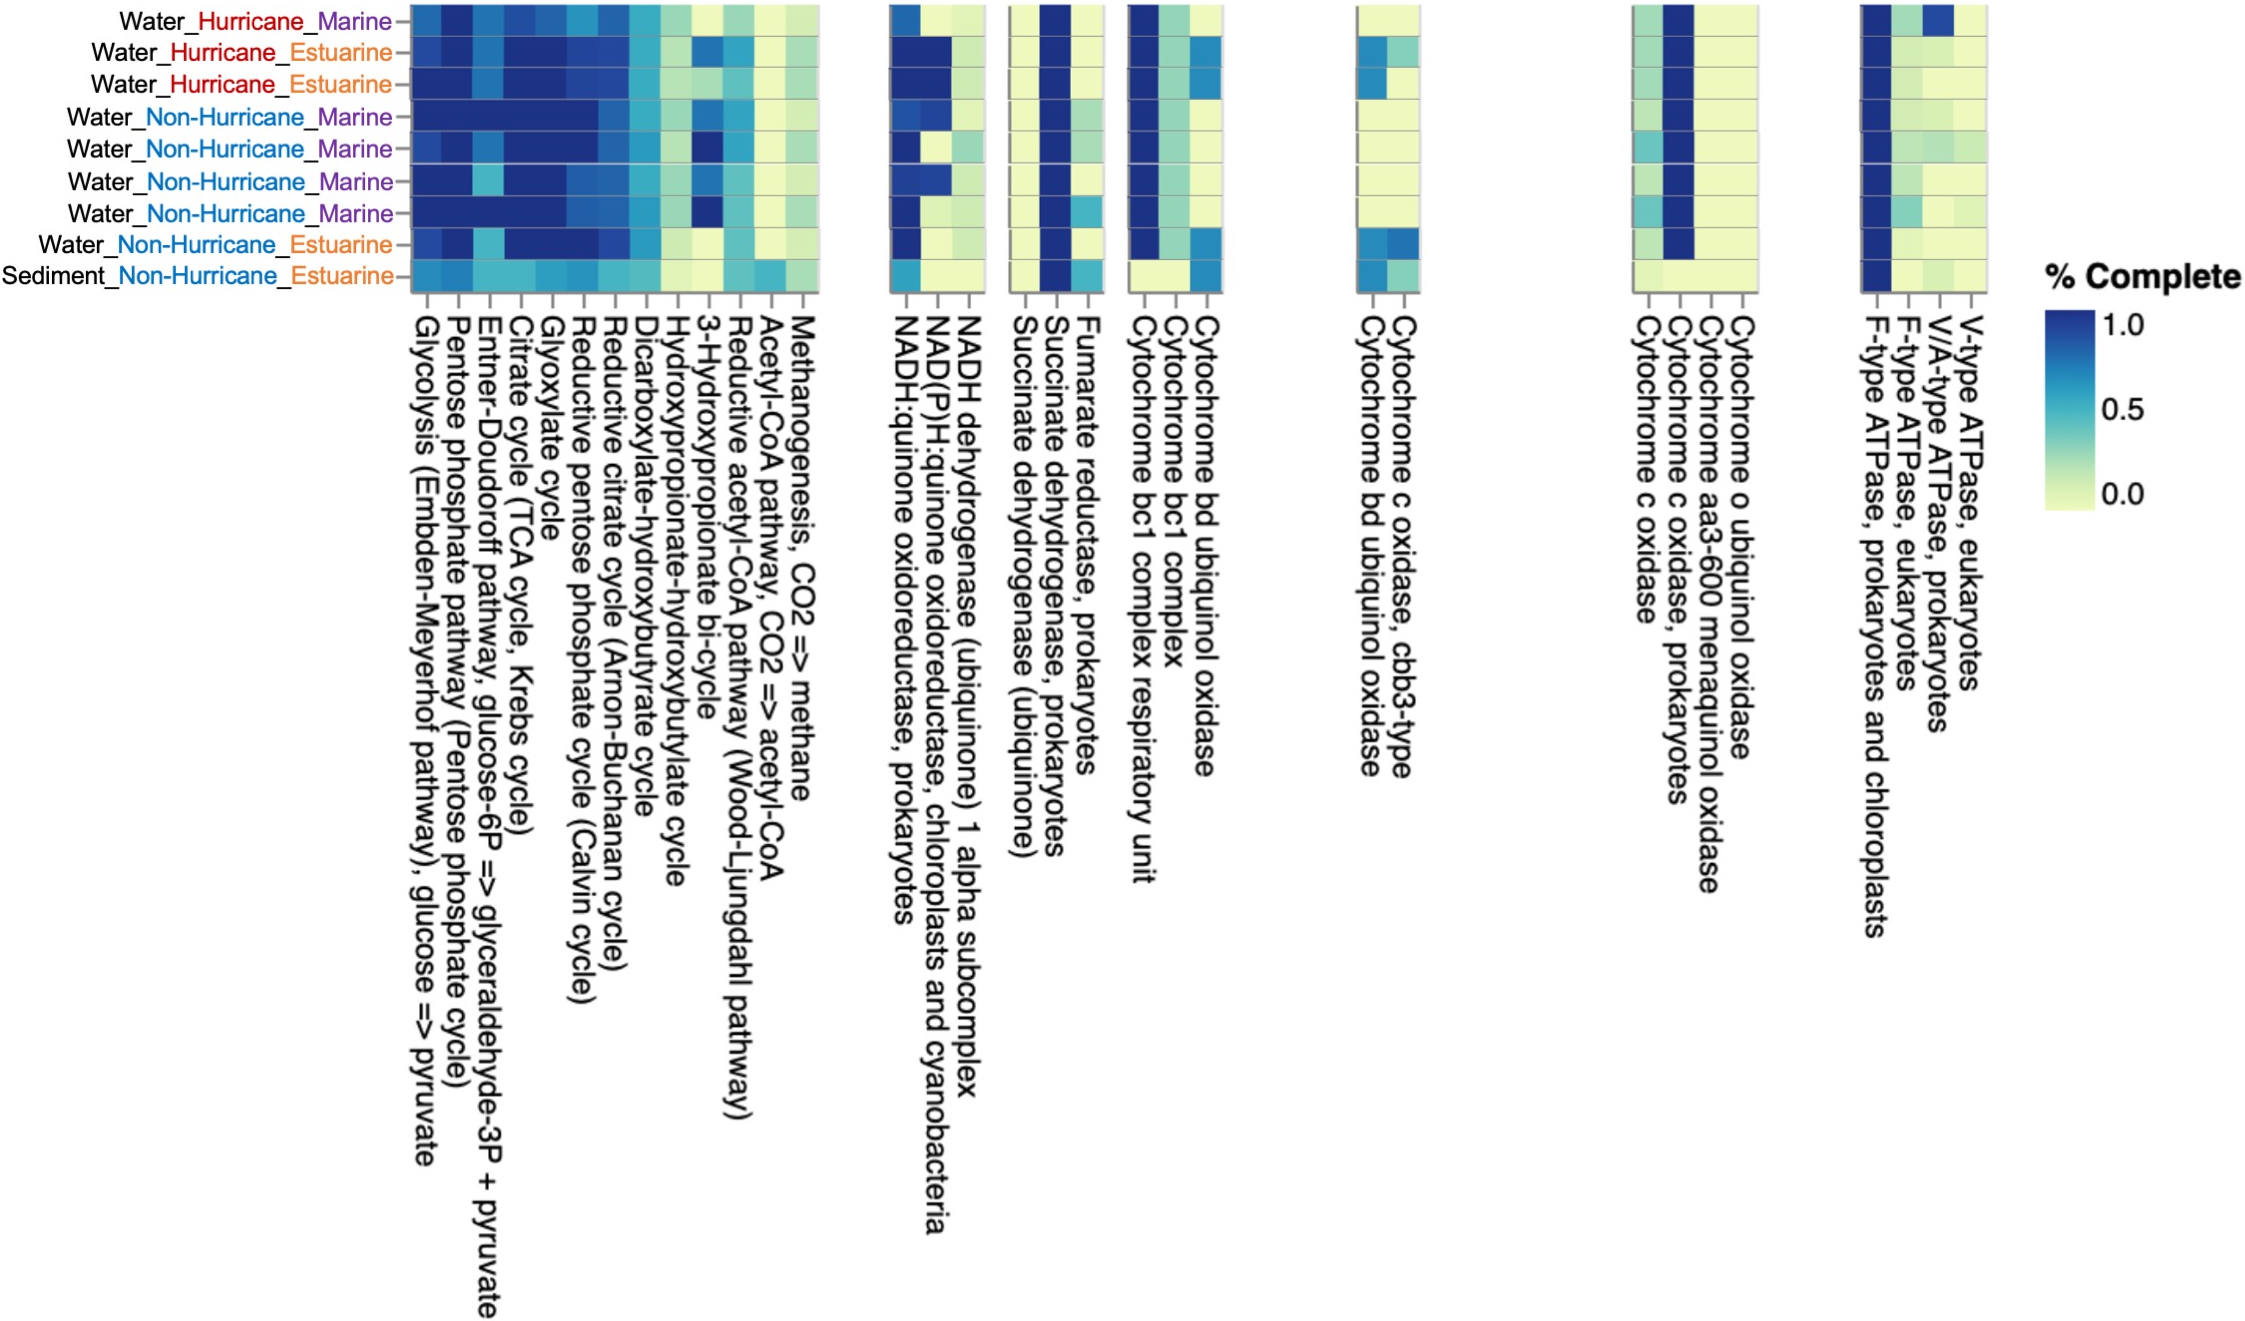 Water_Hurricane_Marine
Water_Hurricane_Estuarine
Water_Hurricane_Estuarine
Water_Non-Hurricane_Marine
Water_Non-Hurricane_Marine
Water_Non-Hurricane_Marine
Water_Non-Hurricane_Marine
Water_Non-Hurricane_Estuarine
Sediment_Non-Hurricane_Estuarine
Glycolysis (Embden-Meyerhof pathway), glucose => pyruvate
Pentose phosphate pathway (Pentose phosphate cycle)
Entner-Doudoroff pathway, glucose-6P => glyceraldehyde-3P + pyruvate
Citrate cycle (TCA cycle, Krebs cycle)
Glyoxylate cycle
Reductive pentose phosphate cycle (Calvin cycle)
Reductive citrate cycle (Arnon-Buchanan cycle)
Dicarboxylate-hydroxybutyrate cycle
Hydroxypropionate-hydroxybutylate cycle
3-Hydroxypropionate bi-cycle
Reductive acetyl-CoA pathway (Wood-Ljungdahl pathway)
Acetyl-CoA pathway, CO2 => acetyl-CoA
Methanogenesis, CO2 => methane
NADH:quinone oxidoreductase, prokaryotes
NAD(P)H:quinone oxidoreductase, chloroplasts and cyanobacteria
NADH dehydrogenase (ubiquinone) 1 alpha subcomplex
Succinate dehydrogenase (ubiquinone)
Succinate dehydrogenase, prokaryotes
Fumarate reductase, prokaryotes
Cytochrome bc1 complex respiratory unit
Cytochrome bc1 complex
Cytochrome bd ubiquinol oxidase
Cytochrome bd ubiquinol oxidase
Cytochrome c oxidase, cbb3-type
Cytochrome c oxidase
Cytochrome c oxidase, prokaryotes
Cytochrome aa3-600 menaquinol oxidase
Cytochrome o ubiquinol oxidase
F-type ATPase, prokaryotes and chloroplasts
F-type ATPase, eukaryotes
V/A-type ATPase, prokaryotes
V-type ATPase, eukaryotes
% Complete
1.0
0.5
0.0